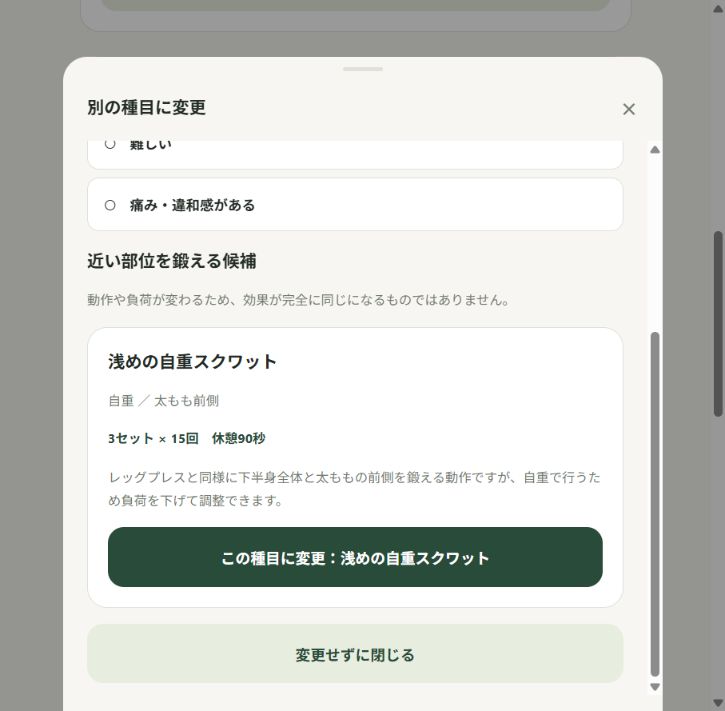 別の種目に変更
難しい
痛み・違和感がある
近い部位を鍛える候補
動作や負荷が変わるため、効果が完全に同じになるものではありません。
浅めの自重スクワット
自重 ／ 太もも前側
3セット × 15回　休憩90秒
レッグプレスと同様に下半身全体と太ももの前側を鍛える動作ですが、自重で行うた
め負荷を下げて調整できます。
この種目に変更：浅めの自重スクワット
変更せずに閉じる